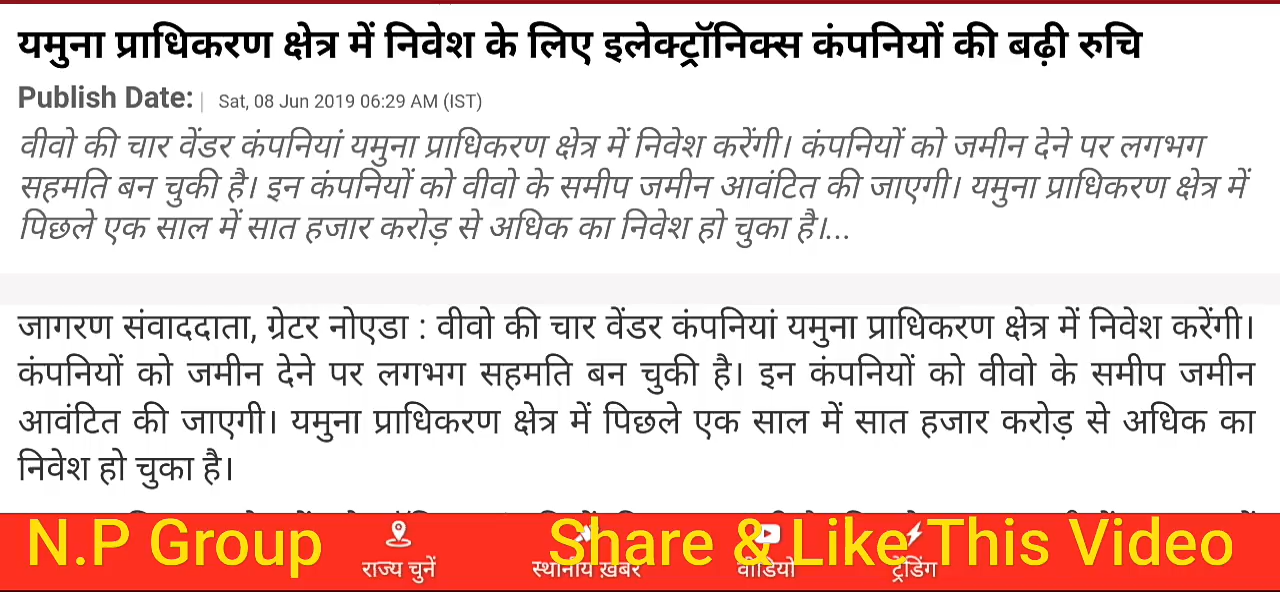 यमुना प्राधिकरण क्षेत्र में निवेश के लिए इलेक्ट्रॉनिक्स कंपनियों की बढ़ी रुचि
Publish Date: | Sat, 08 Jun 2019 06:29 AM (IST)
वीवो की चार वेंडर कंपनियां यमुना प्राधिकरण क्षेत्र में निवेश करेंगी। कंपनियों को जमीन देने पर लगभग
सहमति बन चुकी है। इन कंपनियों को वीवो के समीप जमीन आवंटित की जाएगी। यमुना प्राधिकरण क्षेत्र में
पिछले एक साल में सात हजार करोड़ से अधिक का निवेश हो चुका है।...
जागरण संवाददाता, ग्रेटर नोएडा : वीवो की चार वेंडर कंपनियां यमुना प्राधिकरण क्षेत्र में निवेश करेंगी।
कंपनियों को जमीन देने पर लगभग सहमति बन चुकी है। इन कंपनियों को वीवो के समीप जमीन
आवंटित की जाएगी। यमुना प्राधिकरण क्षेत्र में पिछले एक साल में सात हजार करोड़ से अधिक का
निवेश हो चुका है।
N.P Group Share & Like This Video
राज्य चुनें स्थानीय ख़बरें वीडियो ट्रेंडिंग